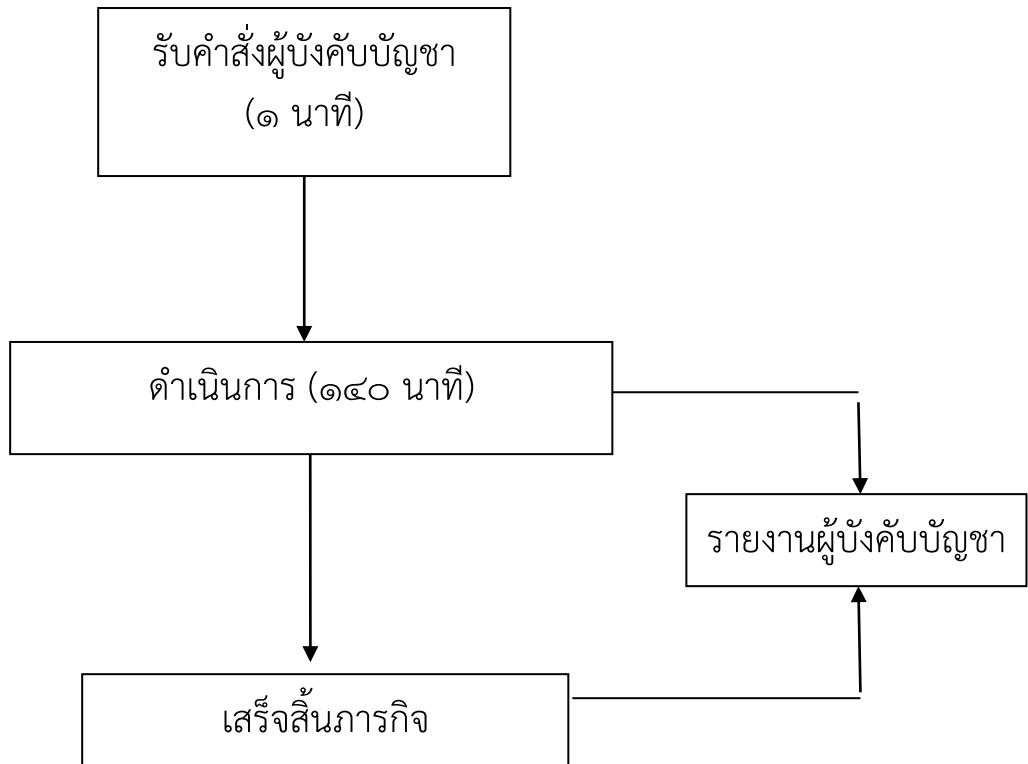 รับคำสั่งผู้บังคับบัญชา
(๑ นาที)
ดำเนินการ (๑๔๐ นาที)
รายงานผู้บังคับบัญชา
เสร็จสิ้นภารกิจ